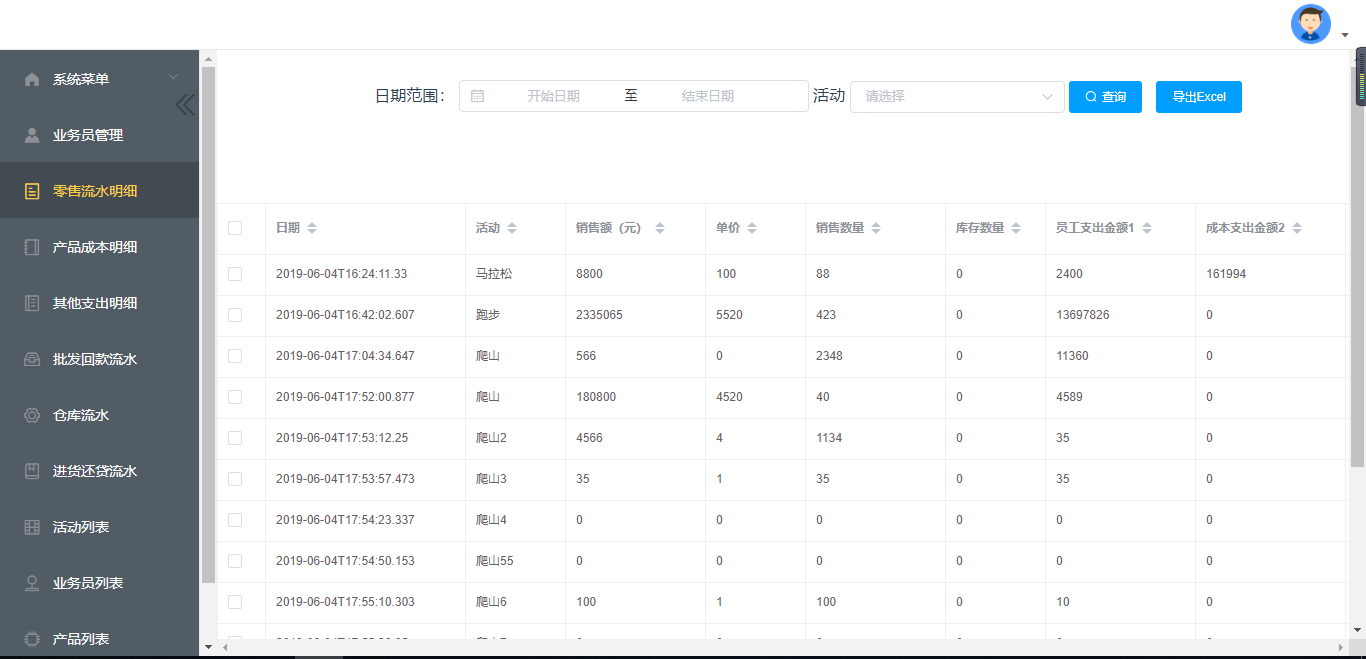 日期范围： 开始日期 至 结束日期 活动 请选择 查询 导出Excel
系统菜单
业务员管理
零售流水明细
产品成本明细
其他支出明细
批发回款流水
仓库流水
进货还贷流水
活动列表
业务员列表
产品列表
日期 活动 销售额（元） 单价 销售数量 库存数量 员工支出金额1 成本支出金额2
2019-06-04T16:24:11.33 马拉松 8800 100 88 0 2400 161994
2019-06-04T16:42:02.607 跑步 2335065 5520 423 0 13697826 0
2019-06-04T17:04:34.647 爬山 566 0 2348 0 11360 0
2019-06-04T17:52:00.877 爬山 180800 4520 40 0 4589 0
2019-06-04T17:53:12.25 爬山2 4566 4 1134 0 35 0
2019-06-04T17:53:57.473 爬山3 35 1 35 0 35 0
2019-06-04T17:54:23.337 爬山4 0 0 0 0 0 0
2019-06-04T17:54:50.153 爬山55 0 0 0 0 0 0
2019-06-04T17:55:10.303 爬山6 100 1 100 0 10 0